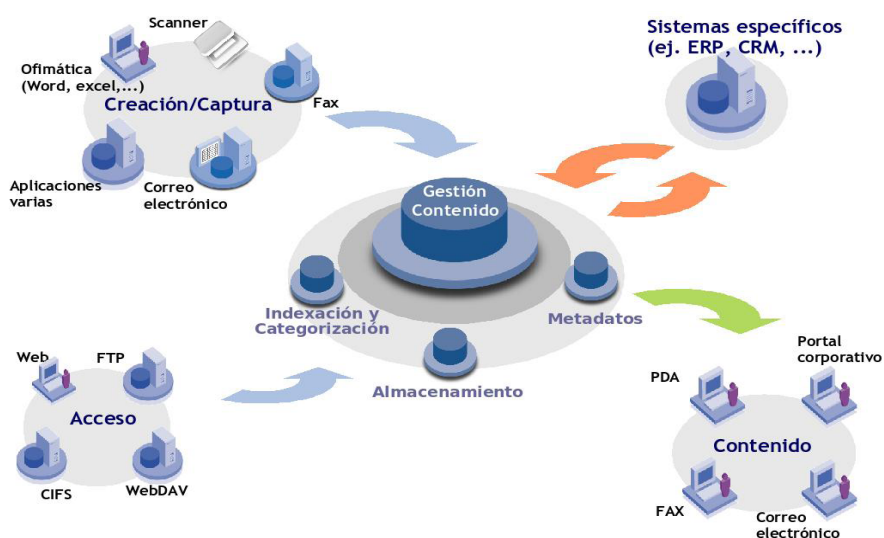 Scanner
Ofimática
(Word, excel,...)
Creación/Captura
Fax
Aplicaciones
varias
Correo
electrónico
Sistemas específicos
(ej. ERP, CRM, ...)
Gestión
Contenido
Indexación y
Categorización
Metadatos
Almacenamiento
Web
FTP
Acceso
CIFS
WebDAV
Portal
corporativo
PDA
Contenido
FAX
Correo
electrónico